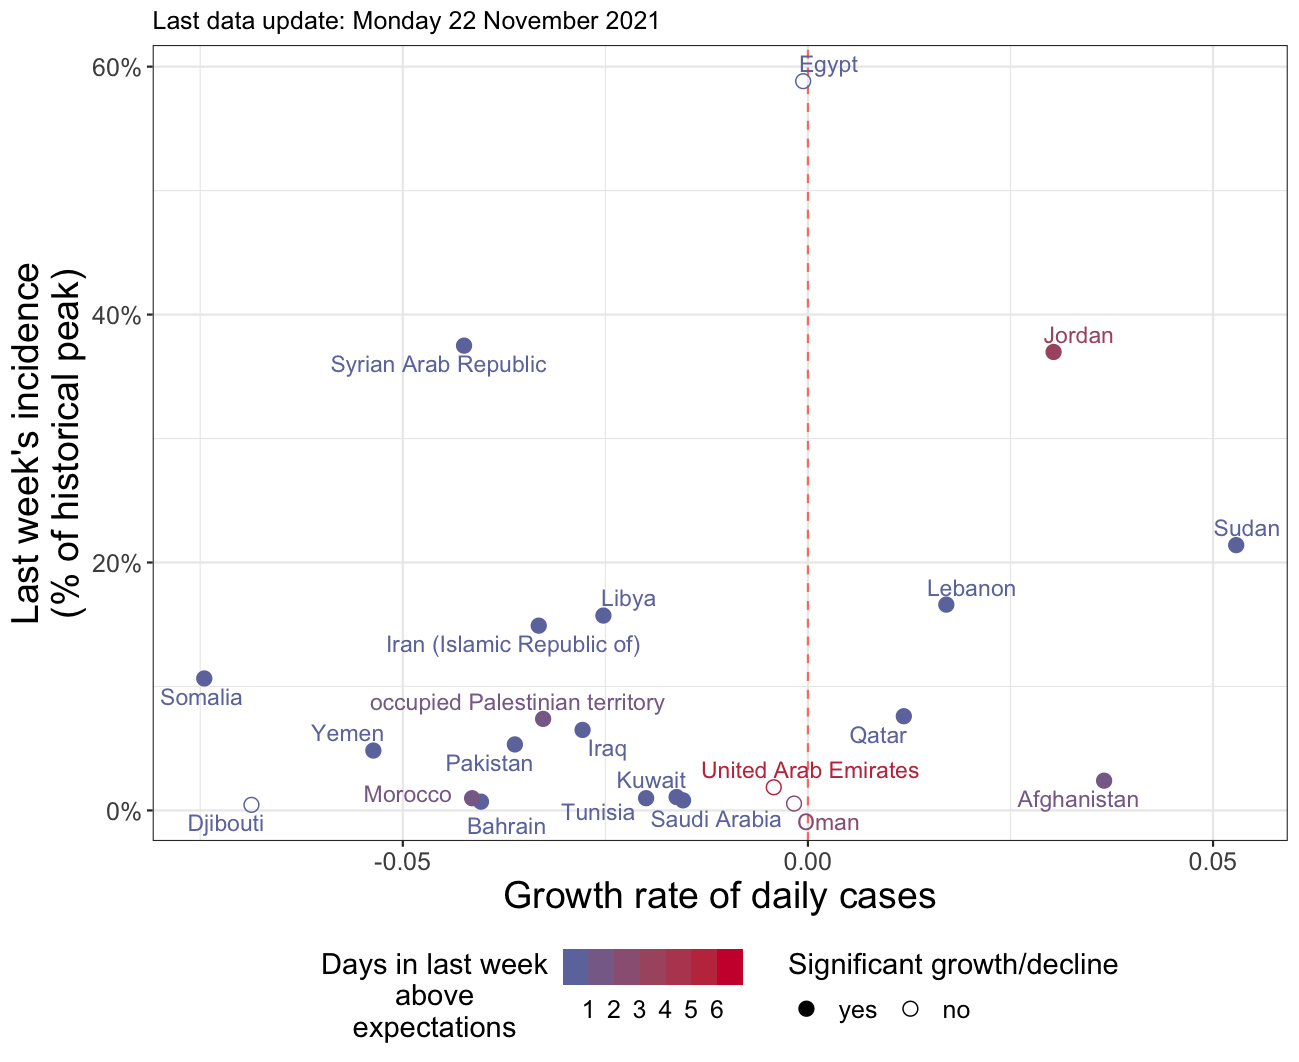 Last data update: Monday 22 November 2021
60%
Egypt
Last week's incidence
(% of historical peak)
40%
Jordan
Syrian Arab Republic
20%
Sudan
Lebanon
Libya
Iran (Islamic Republic of)
Somalia
occupied Palestinian territory
Yemen
Qatar
Iraq
Pakistan
United Arab Emirates
Kuwait
Morocco
Afghanistan
0%
Tunisia
Saudi Arabia
Oman
Djibouti
Bahrain
-0.05 0.00 0.05
Growth rate of daily cases
Days in last week
above
expectations
1 2 3 4 5 6
Significant growth/decline
yes no